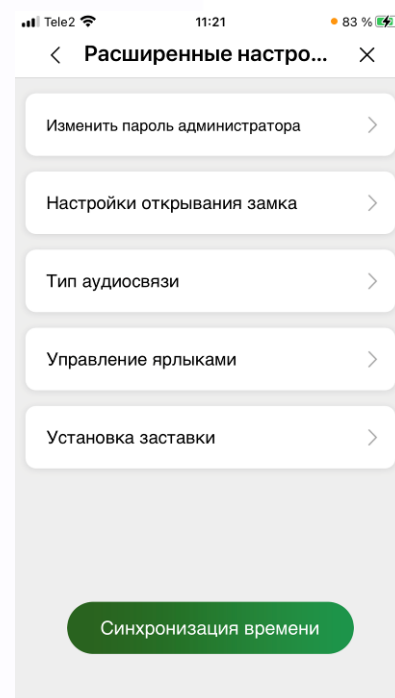 Tele2 11:21 83 %
Расширенные настро...
Изменить пароль администратора
Настройки открывания замка
Тип аудиосвязи
Управление ярлыками
Установка заставки
Синхронизация времени